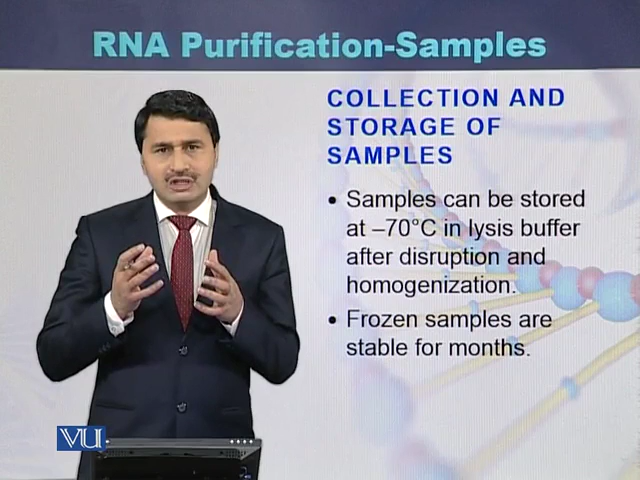 RNA Purification-Samples
COLLECTION AND
STORAGE OF
SAMPLES
• Samples can be stored
at –70°C in lysis buffer
after disruption and
homogenization.
• Frozen samples are
stable for months.
VU